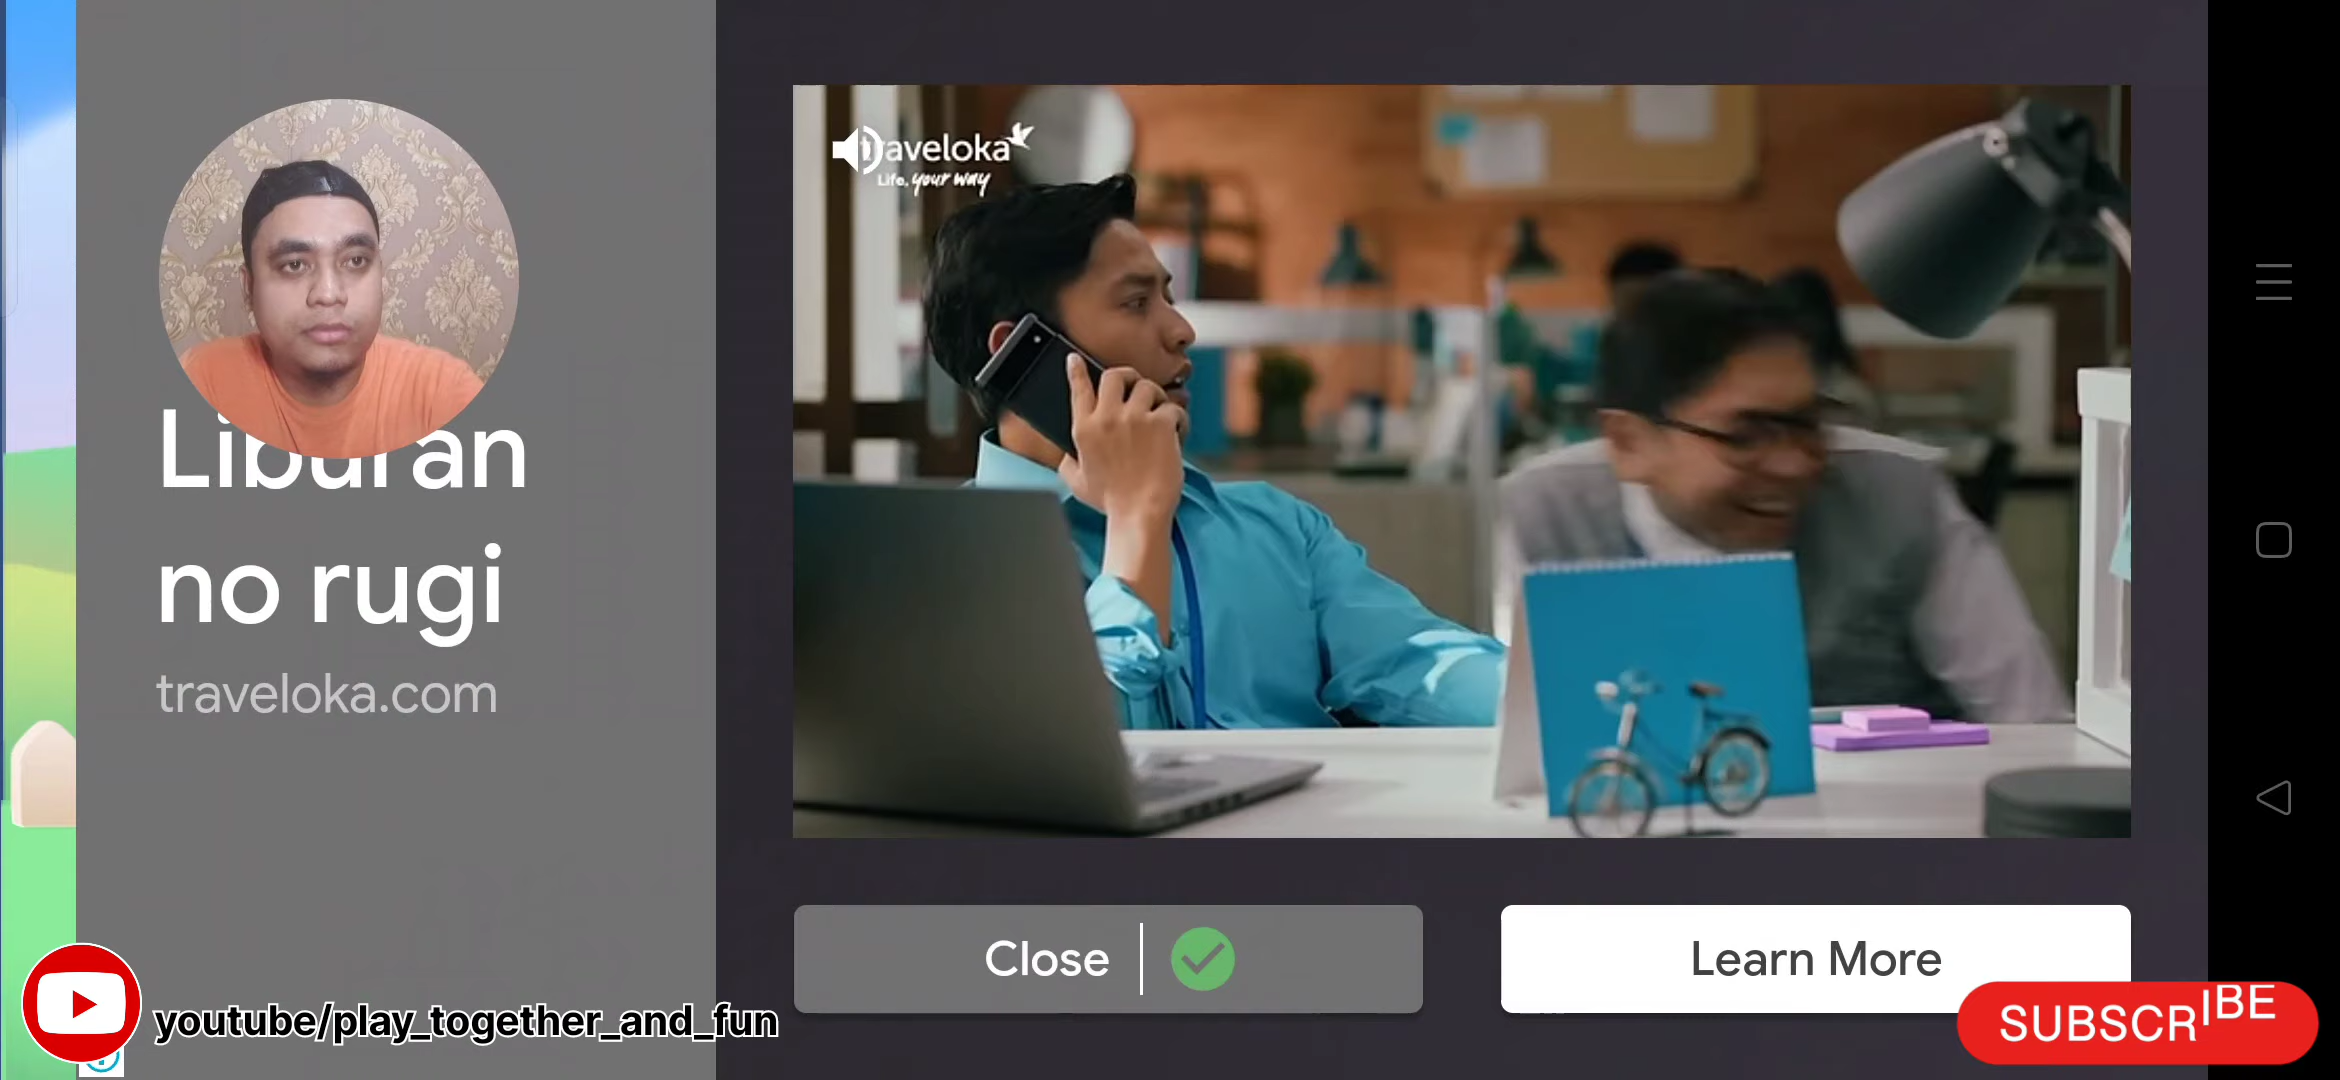 traveloka
Life, your way
Liburan
no rugi
traveloka.com
Close
Learn More
youtube/play_together_and_fun
SUBSCRIBE